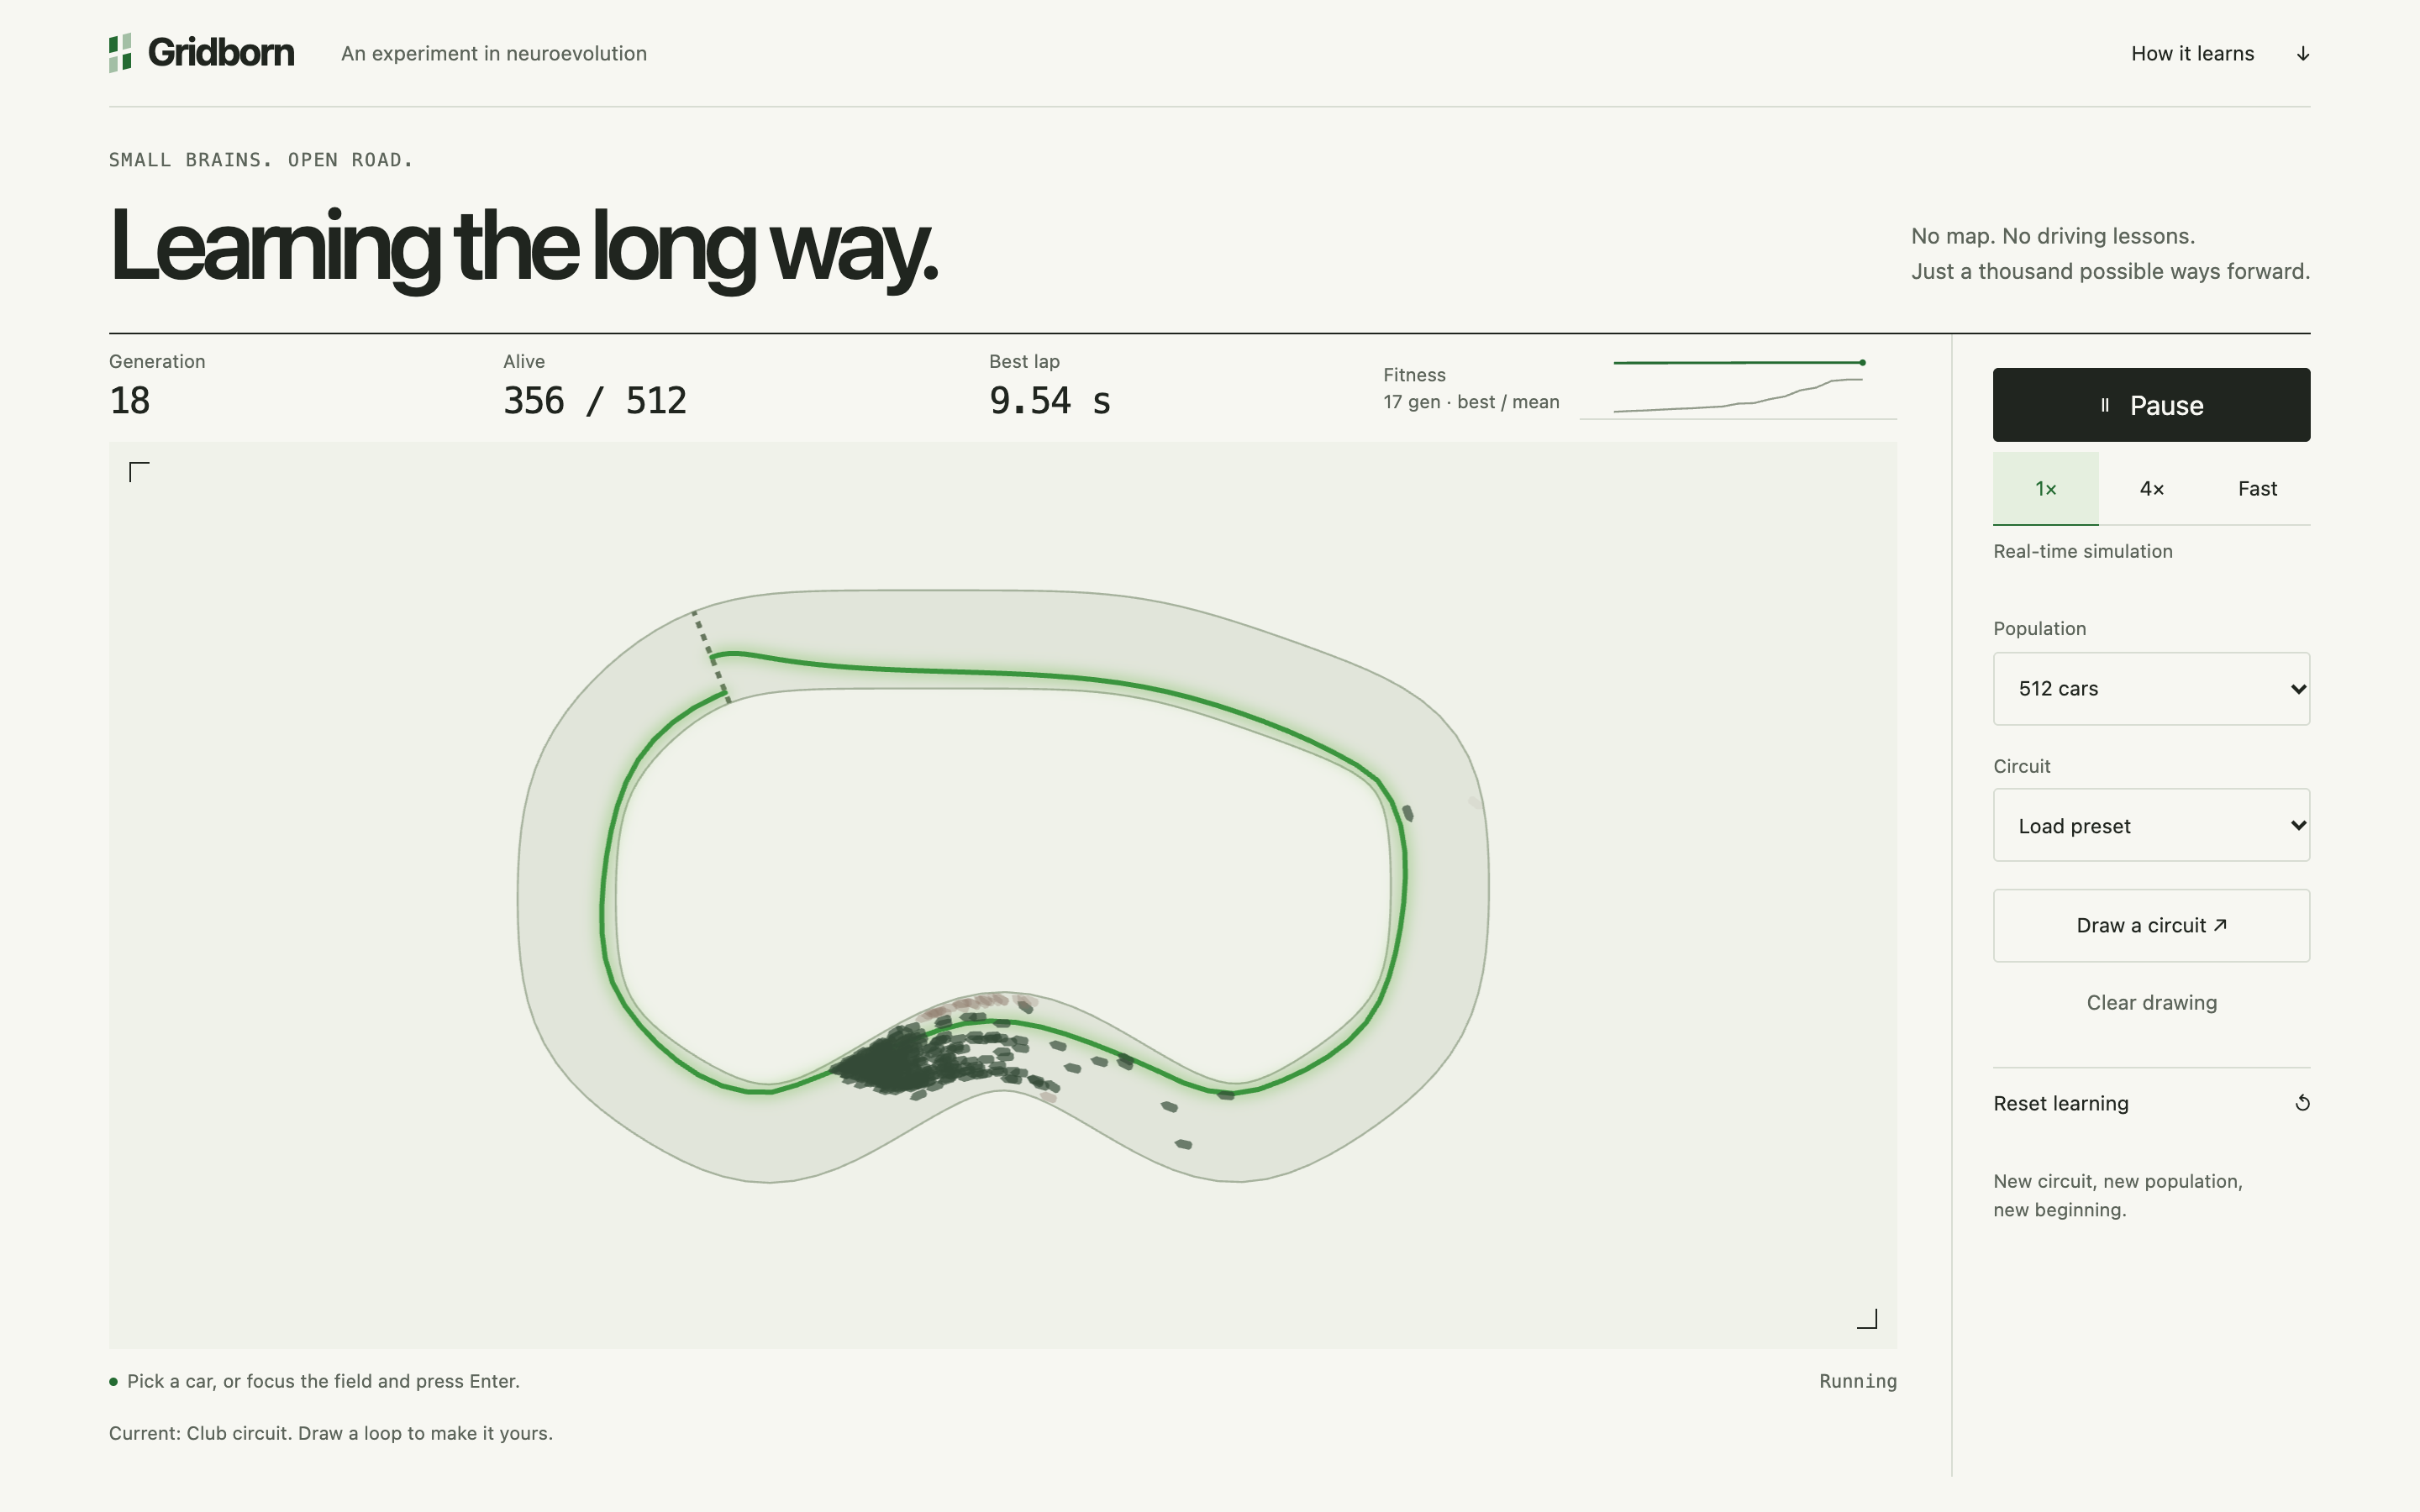 Gridborn
An experiment in neuroevolution
How it learns ↓
SMALL BRAINS. OPEN ROAD.
Learning the long way.
No map. No driving lessons.
Just a thousand possible ways forward.
Generation
18
Alive
356 / 512
Best lap
9.54 s
Fitness
17 gen · best / mean
Pause
1× 4× Fast
Real-time simulation
Population
512 cars
Circuit
Load preset
Draw a circuit ↗
Clear drawing
Reset learning
New circuit, new population,
new beginning.
Pick a car, or focus the field and press Enter.
Running
Current: Club circuit. Draw a loop to make it yours.